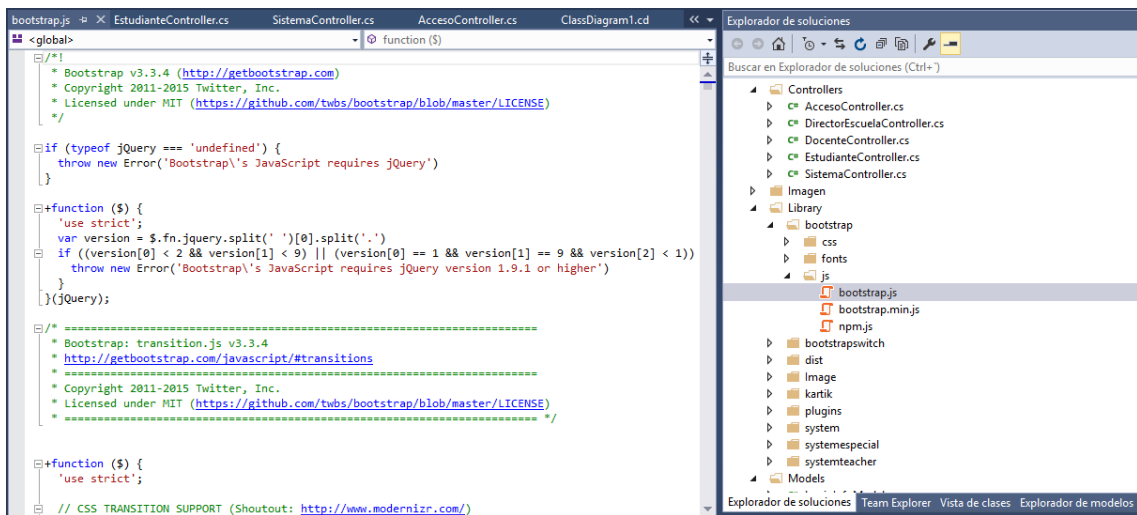 bootstrap.js EstudianteController.cs SistemaController.cs AccesoController.cs ClassDiagram1.cd
<global> function ($)
/*!
* Bootstrap v3.3.4 (http://getbootstrap.com)
* Copyright 2011-2015 Twitter, Inc.
* Licensed under MIT (https://github.com/twbs/bootstrap/blob/master/LICENSE)
*/
if (typeof jQuery === 'undefined') {
throw new Error('Bootstrap\'s JavaScript requires jQuery')
}
+function ($) {
'use strict';
var version = $.fn.jquery.split(' ')[0].split('.')
if ((version[0] < 2 && version[1] < 9) || (version[0] == 1 && version[1] == 9 && version[2] < 1)) {
throw new Error('Bootstrap\'s JavaScript requires jQuery version 1.9.1 or higher')
}
}(jQuery);
/* ========================================================================
* Bootstrap: transition.js v3.3.4
* http://getbootstrap.com/javascript/#transitions
* ========================================================================
* Copyright 2011-2015 Twitter, Inc.
* Licensed under MIT (https://github.com/twbs/bootstrap/blob/master/LICENSE)
* ======================================================================== */
+function ($) {
'use strict';
// CSS TRANSITION SUPPORT (Shoutout: http://www.modernizr.com/)
Explorador de soluciones
Buscar en Explorador de soluciones (Ctrl+¨)
Controllers
C# AccesoController.cs
C# DirectorEscuelaController.cs
C# DocenteController.cs
C# EstudianteController.cs
C# SistemaController.cs
Imagen
Library
bootstrap
css
fonts
js
bootstrap.js
bootstrap.min.js
npm.js
bootstrapswitch
dist
Image
kartik
plugins
system
systemespecial
systemteacher
Models
Explorador de soluciones Team Explorer Vista de clases Explorador de modelos